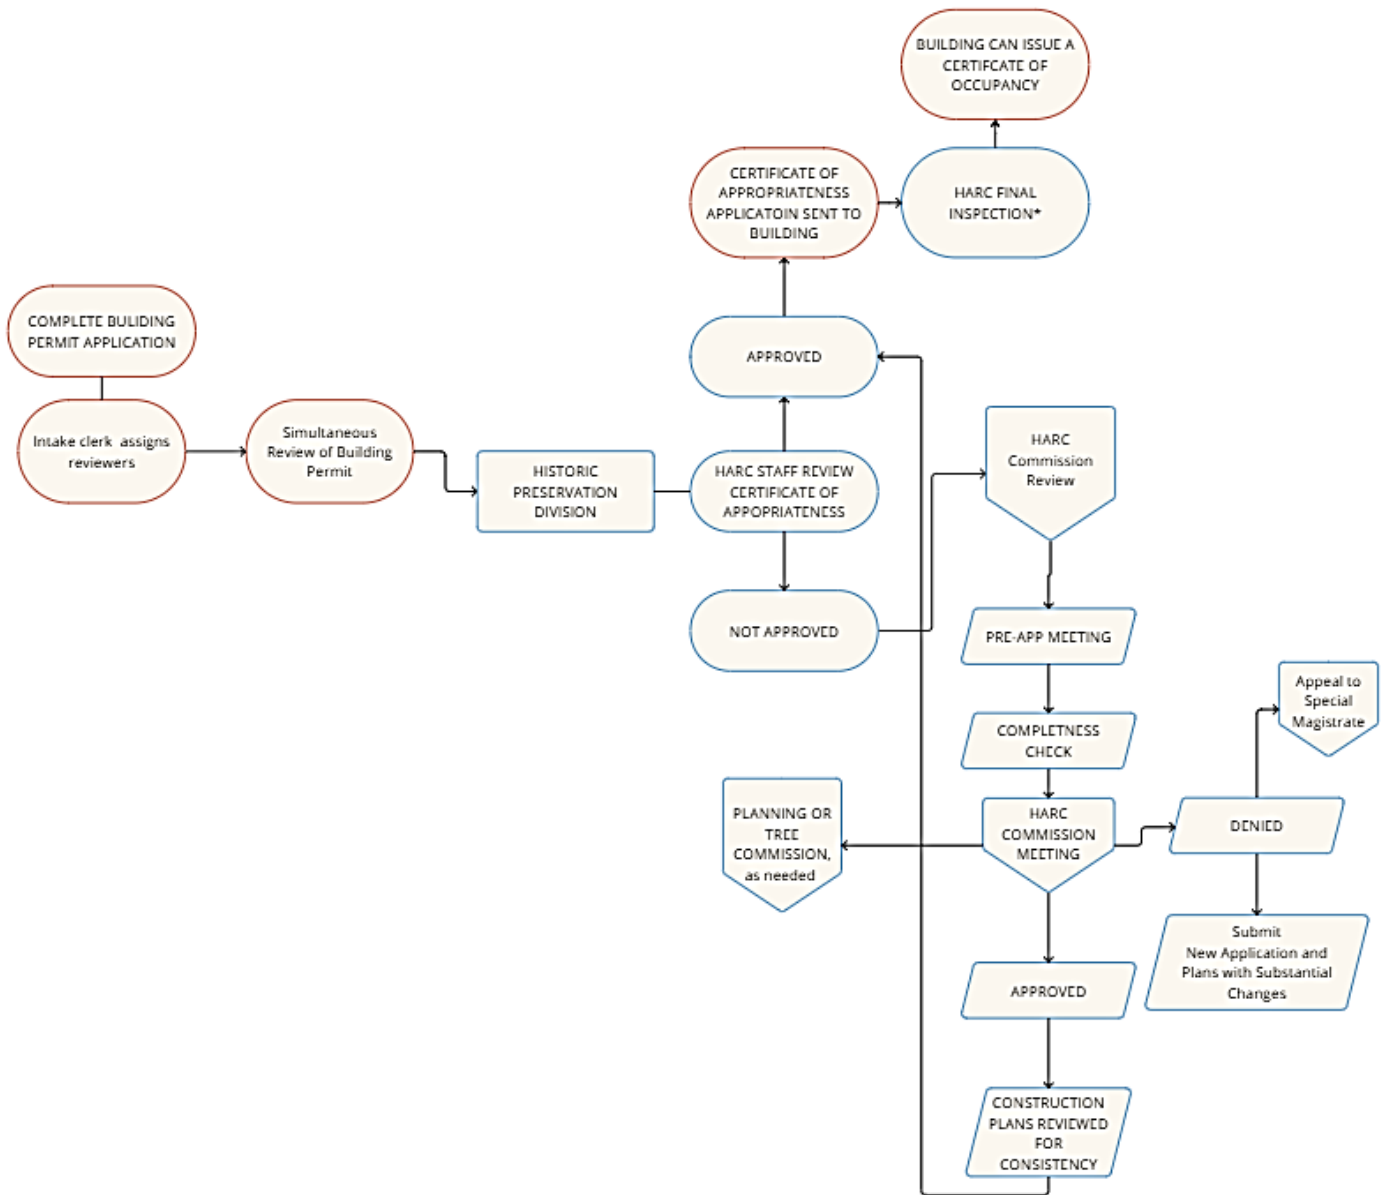 BUILDING CAN ISSUE A
CERTIFCATE OF
OCCUPANCY
CERTIFICATE OF
APPROPRIATENESS
APPLICATOIN SENT TO
BUILDING
HARC FINAL
INSPECTION*
COMPLETE BULIDING
PERMIT APPLICATION
APPROVED
Intake clerk assigns
reviewers
Simultaneous
Review of Building
Permit
HISTORIC
PRESERVATION
DIVISION
HARC STAFF REVIEW
CERTIFICATE OF
APPOPRIATENESS
HARC
Commission
Review
NOT APPROVED
PRE-APP MEETING
COMPLETNESS
CHECK
Appeal to
Special
Magistrate
PLANNING OR
TREE
COMMISSION,
as needed
HARC
COMMISSION
MEETING
DENIED
Submit
New Application and
Plans with Substantial
Changes
APPROVED
CONSTRUCTION
PLANS REVIEWED
FOR
CONSISTENCY